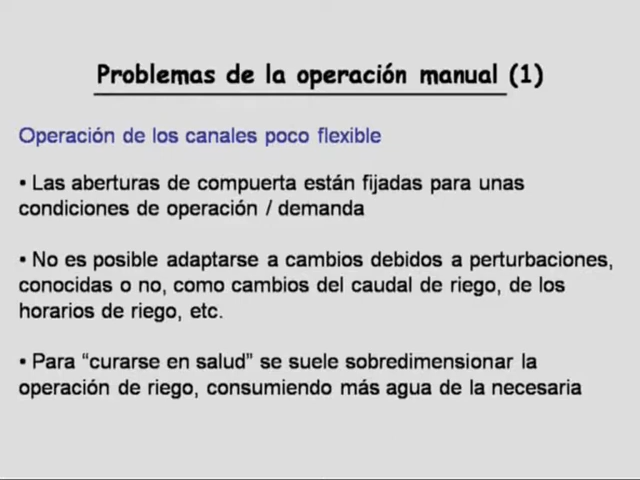 Problemas de la operación manual (1)
Operación de los canales poco flexible
• Las aberturas de compuerta están fijadas para unas
condiciones de operación / demanda
• No es posible adaptarse a cambios debidos a perturbaciones,
conocidas o no, como cambios del caudal de riego, de los
horarios de riego, etc.
• Para “curarse en salud” se suele sobredimensionar la
operación de riego, consumiendo más agua de la necesaria